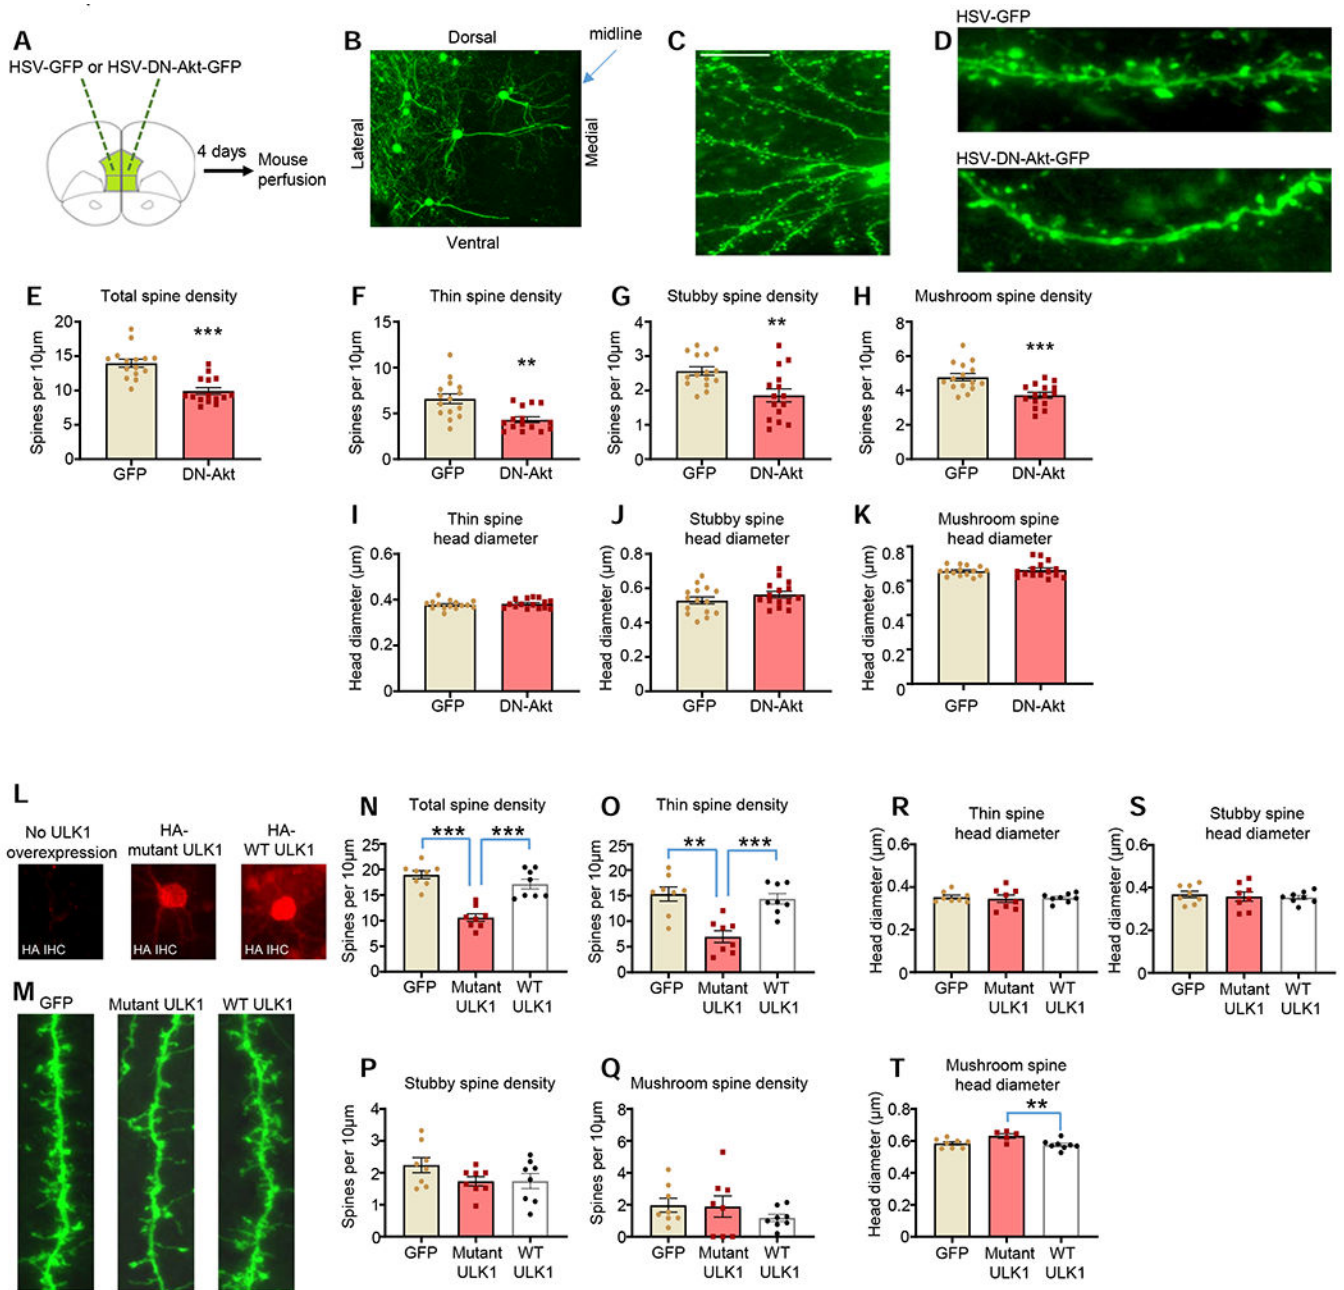 A
HSV-GFP or HSV-DN-Akt-GFP
4 days
Mouse
perfusion
B
Dorsal
midline
Lateral
Medial
Ventral
C
D
HSV-GFP
HSV-DN-Akt-GFP
E
Total spine density
Spines per 10µm
20
15
10
5
0
***
GFP
DN-Akt
F
Thin spine density
Spines per 10µm
15
10
5
0
**
GFP
DN-Akt
G
Stubby spine density
Spines per 10µm
4
3
2
1
0
**
GFP
DN-Akt
H
Mushroom spine density
Spines per 10µm
8
6
4
2
0
***
GFP
DN-Akt
I
Thin spine
head diameter
Head diameter (µm)
0.6
0.4
0.2
0
GFP
DN-Akt
J
Stubby spine
head diameter
Head diameter (µm)
0.8
0.6
0.4
0.2
0
GFP
DN-Akt
K
Mushroom spine
head diameter
Head diameter (µm)
0.8
0.6
0.4
0.2
0
GFP
DN-Akt
L
No ULK1
overexpression
HA-
mutant ULK1
HA-
WT ULK1
HA IHC
HA IHC
HA IHC
M
GFP
Mutant ULK1
WT ULK1
N
Total spine density
Spines per 10µm
25
20
15
10
5
0
***
***
GFP
Mutant
ULK1
WT
ULK1
O
Thin spine density
Spines per 10µm
25
20
15
10
5
0
**
***
GFP
Mutant
ULK1
WT
ULK1
R
Thin spine
head diameter
Head diameter (µm)
0.6
0.4
0.2
0
GFP
Mutant
ULK1
WT
ULK1
S
Stubby spine
head diameter
Head diameter (µm)
0.6
0.4
0.2
0
GFP
Mutant
ULK1
WT
ULK1
P
Stubby spine density
Spines per 10µm
4
3
2
1
0
GFP
Mutant
ULK1
WT
ULK1
Q
Mushroom spine density
Spines per 10µm
8
6
4
2
0
GFP
Mutant
ULK1
WT
ULK1
T
Mushroom spine
head diameter
Head diameter (µm)
0.8
0.6
0.4
0.2
0
**
GFP
Mutant
ULK1
WT
ULK1